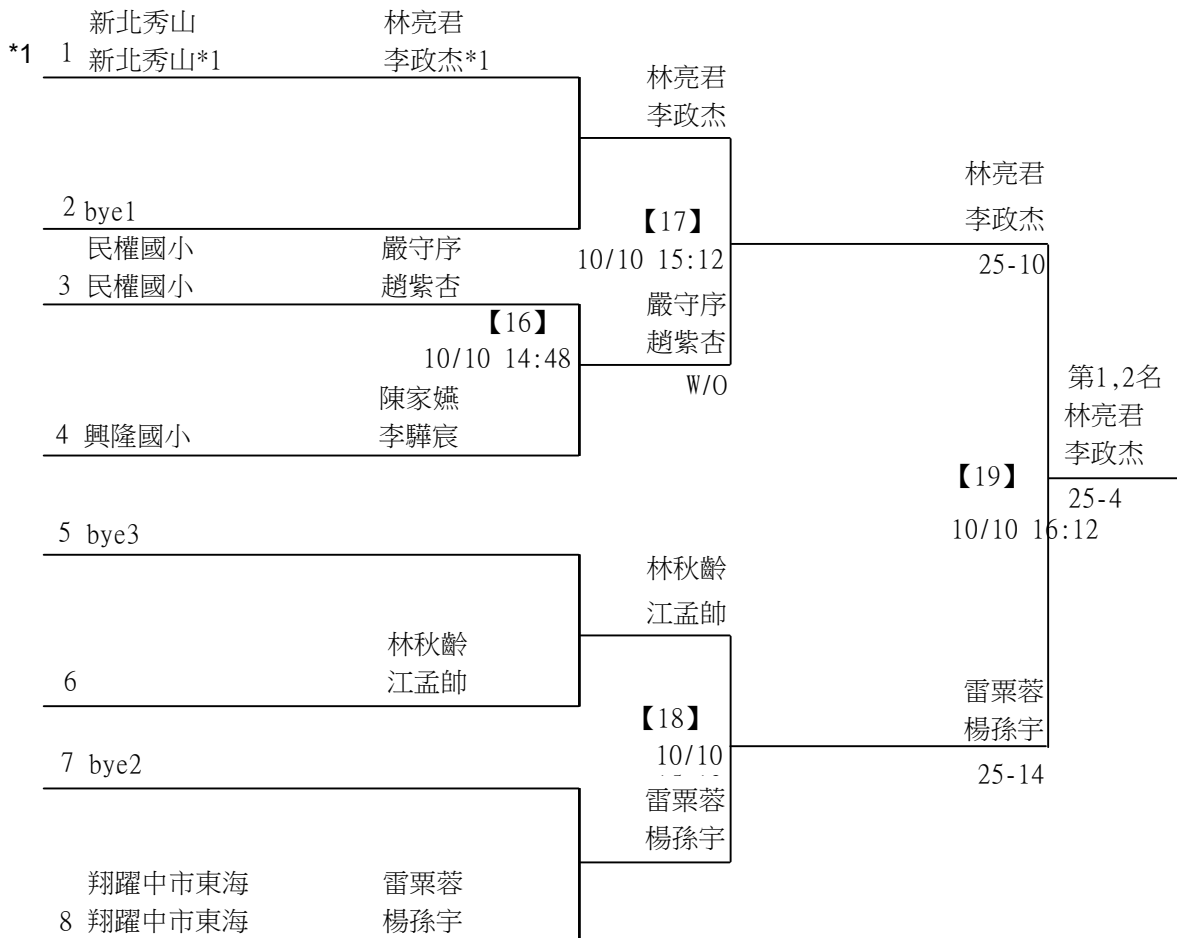 新北秀山 林亮君
*1 1 新北秀山*1 李政杰*1
林亮君
李政杰
林亮君
李政杰
2 bye1
【17】
民權國小 嚴守序
10/10 15:12
25-10
3 民權國小 趙紫杏
嚴守序
【16】
趙紫杏
10/10 14:48
W/O
第1,2名
陳家嬿
林亮君
4 興隆國小 李驊宸
李政杰
【19】
25-4
10/10 16:12
5 bye3
林秋齡
江孟帥
林秋齡
6 江孟帥
雷粟蓉
【18】
楊孫宇
7 bye2
10/10
25-14
雷粟蓉
楊孫宇
翔躍中市東海 雷粟蓉
8 翔躍中市東海 楊孫宇